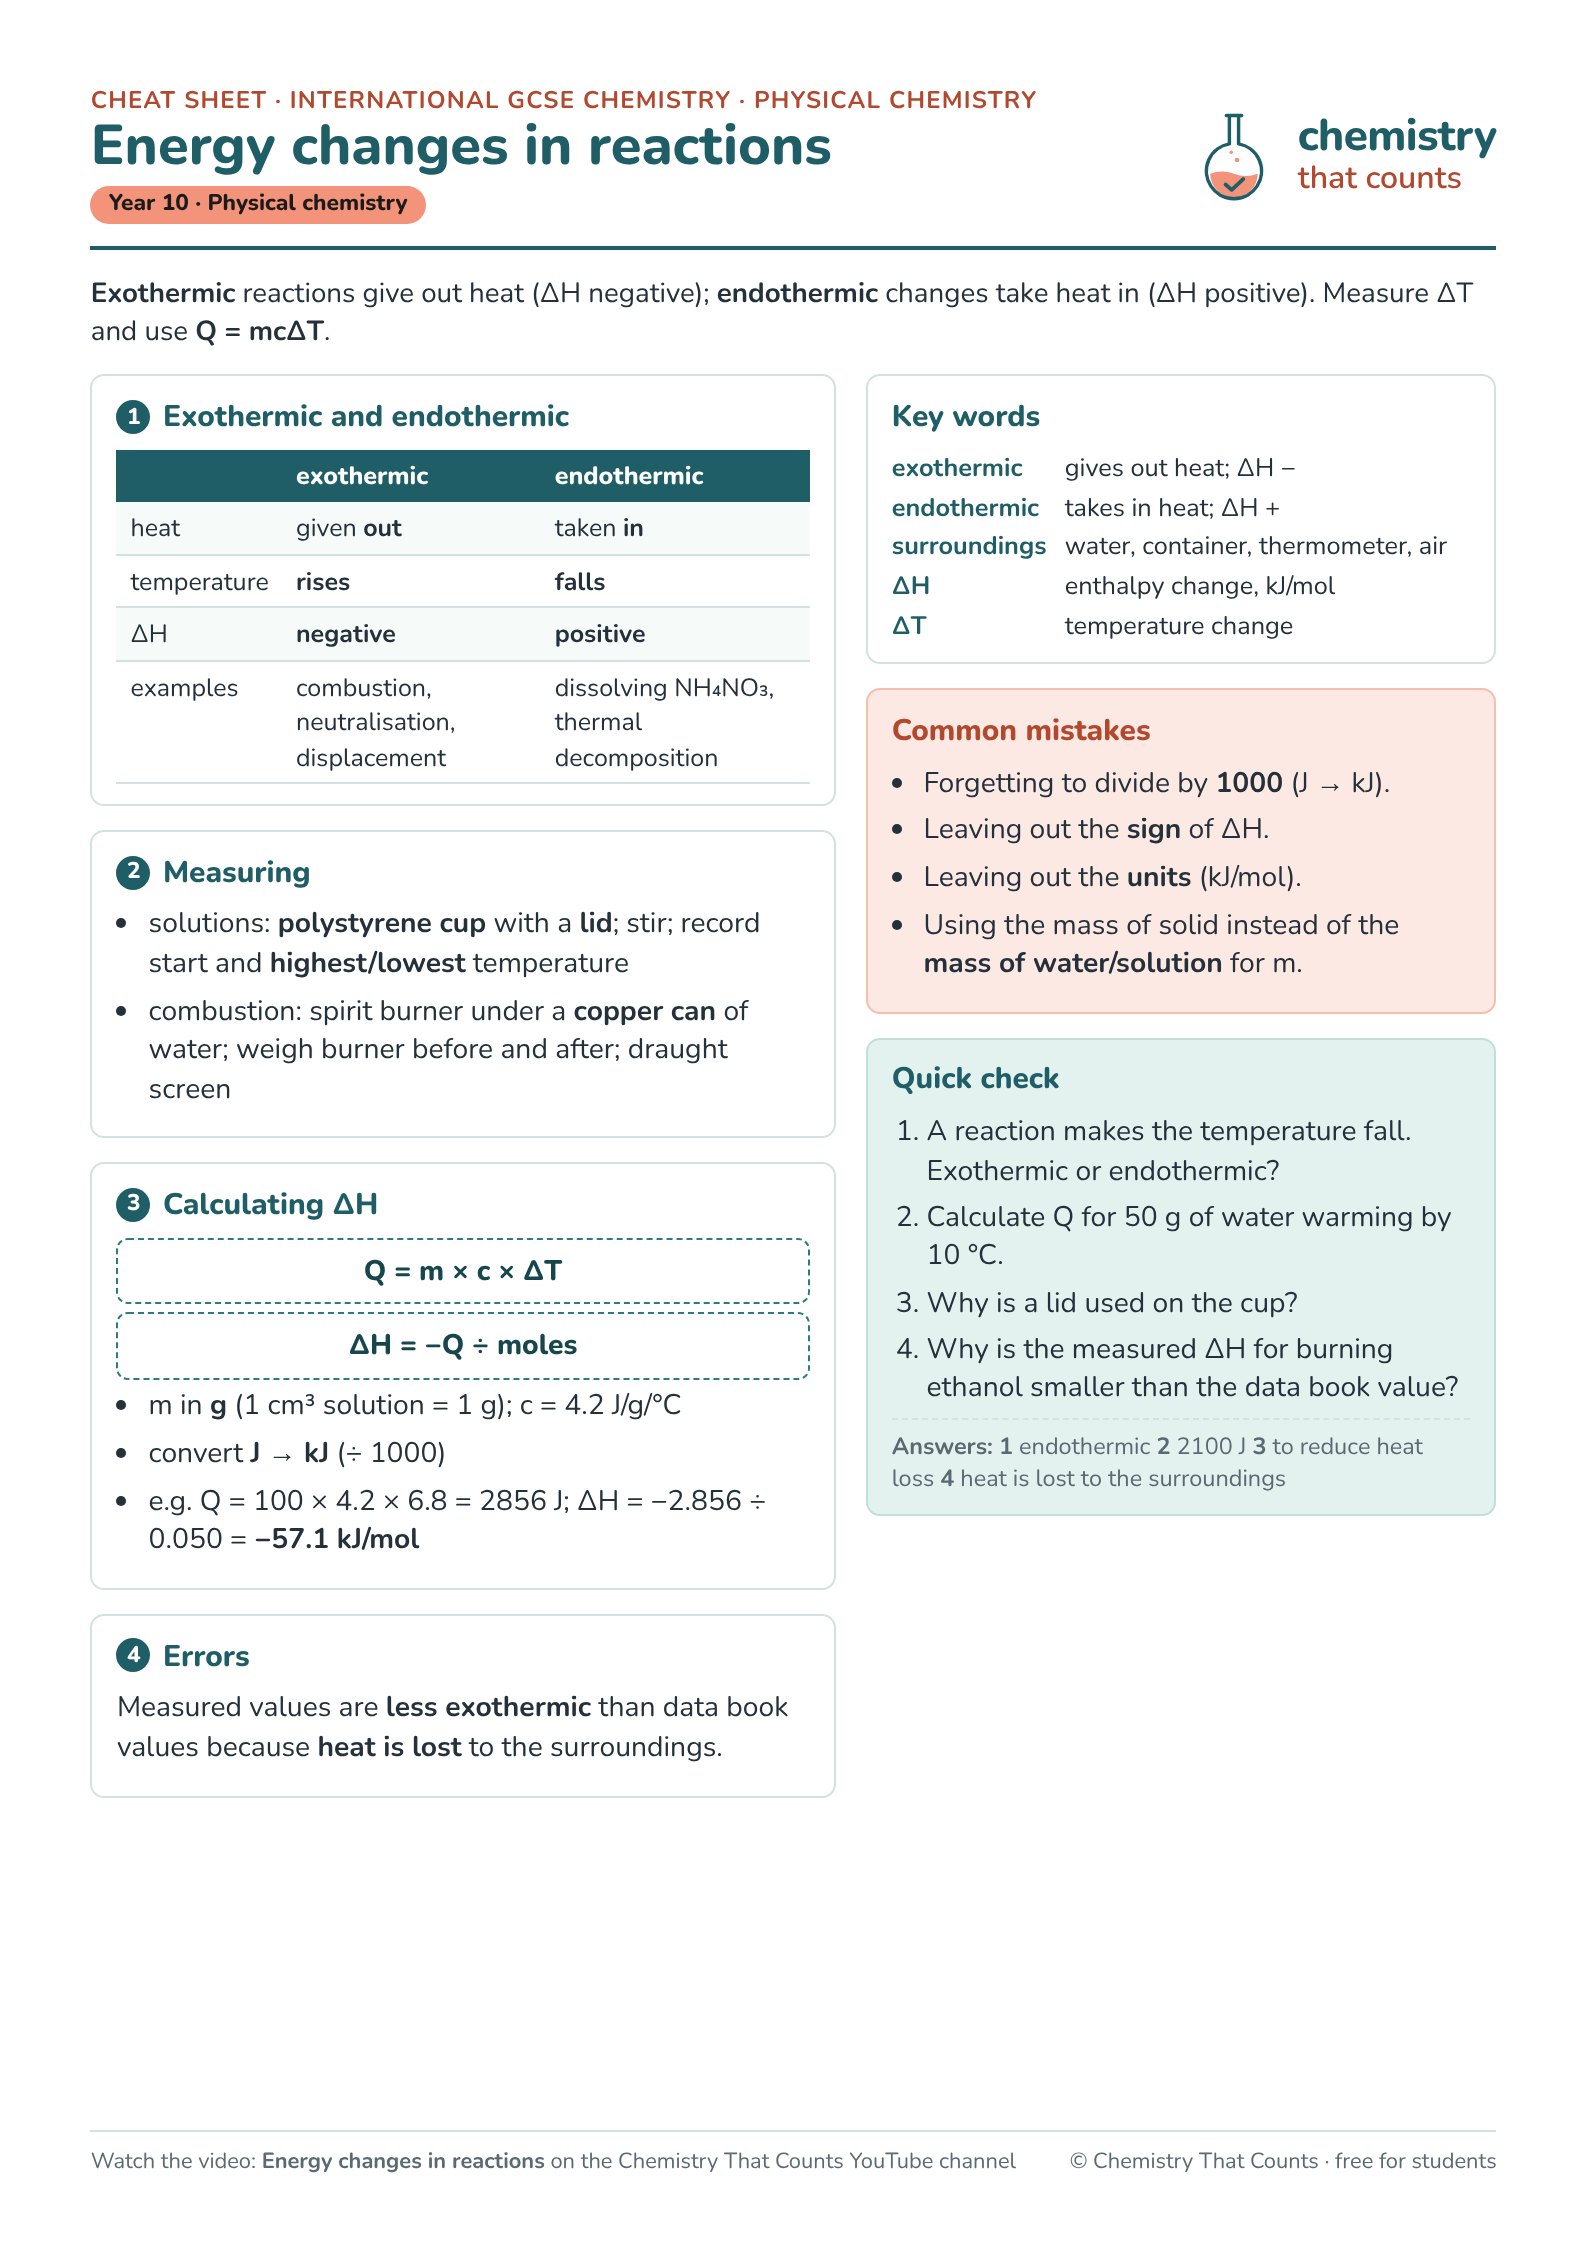 CHEAT SHEET · INTERNATIONAL GCSE CHEMISTRY · PHYSICAL CHEMISTRY
Energy changes in reactions
Year 10 · Physical chemistry
chemistry
that counts
Exothermic reactions give out heat (ΔH negative); endothermic changes take heat in (ΔH positive). Measure ΔT
and use Q = mcΔT.
1 Exothermic and endothermic
exothermic endothermic
heat given out taken in
temperature rises falls
ΔH negative positive
examples combustion, dissolving NH₄NO₃,
neutralisation, thermal
displacement decomposition
2 Measuring
• solutions: polystyrene cup with a lid; stir; record
start and highest/lowest temperature
• combustion: spirit burner under a copper can of
water; weigh burner before and after; draught
screen
3 Calculating ΔH
Q = m × c × ΔT
ΔH = −Q ÷ moles
• m in g (1 cm³ solution = 1 g); c = 4.2 J/g/°C
• convert J → kJ (÷ 1000)
• e.g. Q = 100 × 4.2 × 6.8 = 2856 J; ΔH = −2.856 ÷
0.050 = −57.1 kJ/mol
4 Errors
Measured values are less exothermic than data book
values because heat is lost to the surroundings.
Key words
exothermic gives out heat; ΔH −
endothermic takes in heat; ΔH +
surroundings water, container, thermometer, air
ΔH enthalpy change, kJ/mol
ΔT temperature change
Common mistakes
• Forgetting to divide by 1000 (J → kJ).
• Leaving out the sign of ΔH.
• Leaving out the units (kJ/mol).
• Using the mass of solid instead of the
mass of water/solution for m.
Quick check
1. A reaction makes the temperature fall.
Exothermic or endothermic?
2. Calculate Q for 50 g of water warming by
10 °C.
3. Why is a lid used on the cup?
4. Why is the measured ΔH for burning
ethanol smaller than the data book value?
Answers: 1 endothermic 2 2100 J 3 to reduce heat
loss 4 heat is lost to the surroundings
Watch the video: Energy changes in reactions on the Chemistry That Counts YouTube channel
© Chemistry That Counts · free for students